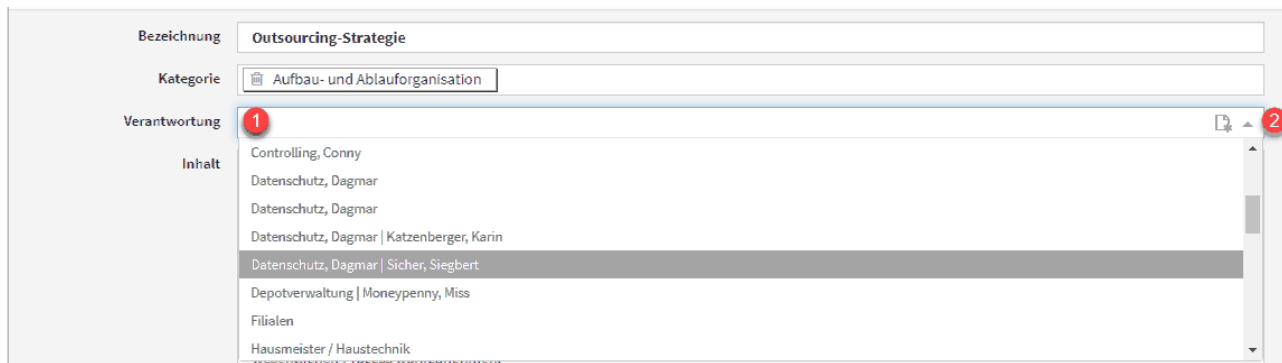 Bezeichnung Outsourcing-Strategie
Kategorie Aufbau- und Ablauforganisation
Verantwortung 1 2
Inhalt
Controlling, Conny
Datenschutz, Dagmar
Datenschutz, Dagmar
Datenschutz, Dagmar | Katzenberger, Karin
Datenschutz, Dagmar | Sicher, Siegbert
Depotverwaltung | Moneypenny, Miss
Filialen
Hausmeister / Haustechnik